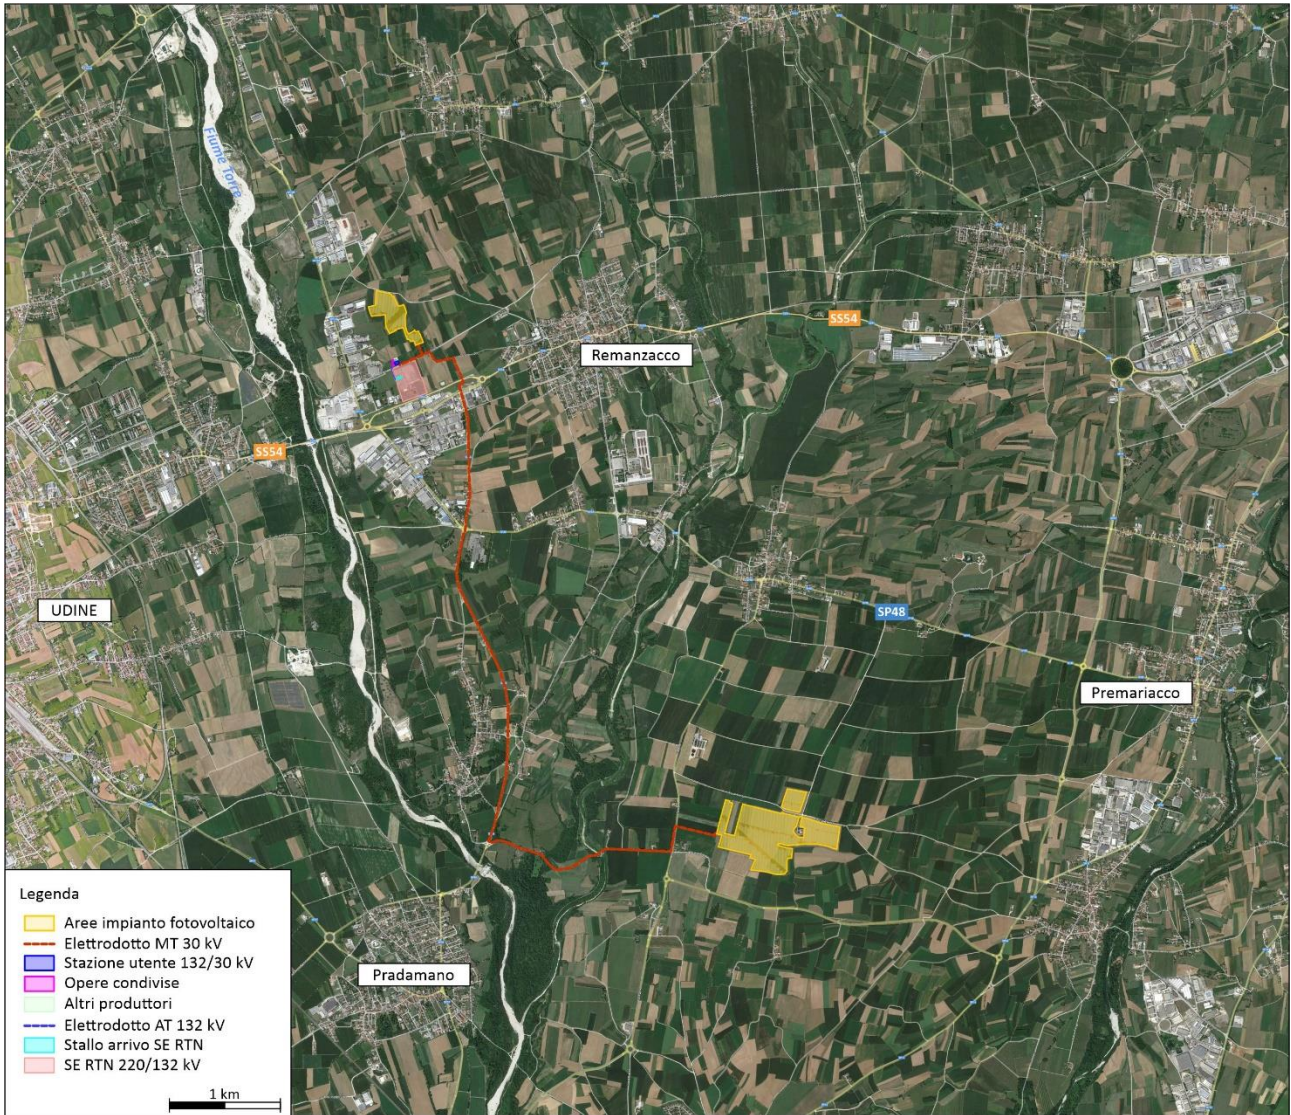 Fiume Torre
SS54
Remanzacco
SS54
UDINE
SP48
Premariacco
Pradamano
Legenda
Aree impianto fotovoltaico
Elettrodotto MT 30 kV
Stazione utente 132/30 kV
Opere condivise
Altri produttori
Elettrodotto AT 132 kV
Stallo arrivo SE RTN
SE RTN 220/132 kV
1 km